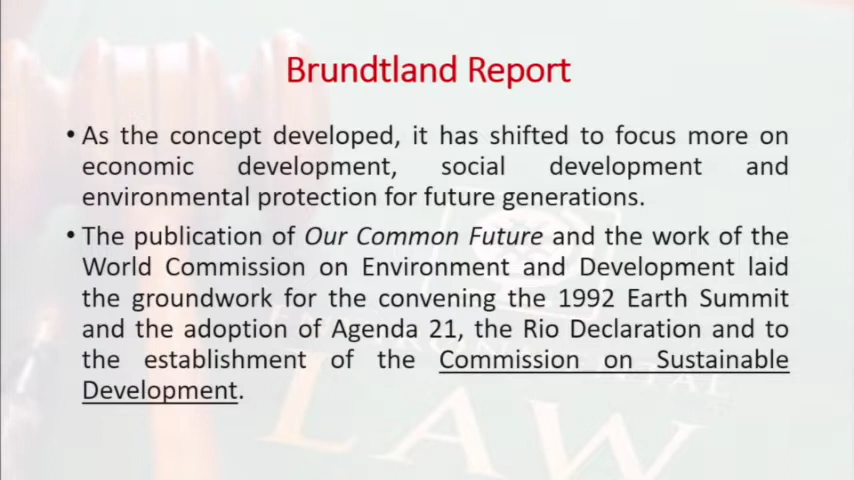 Brundtland Report
• As the concept developed, it has shifted to focus more on
economic development, social development and
environmental protection for future generations.
• The publication of Our Common Future and the work of the
World Commission on Environment and Development laid
the groundwork for the convening the 1992 Earth Summit
and the adoption of Agenda 21, the Rio Declaration and to
the establishment of the Commission on Sustainable
Development.
LAW